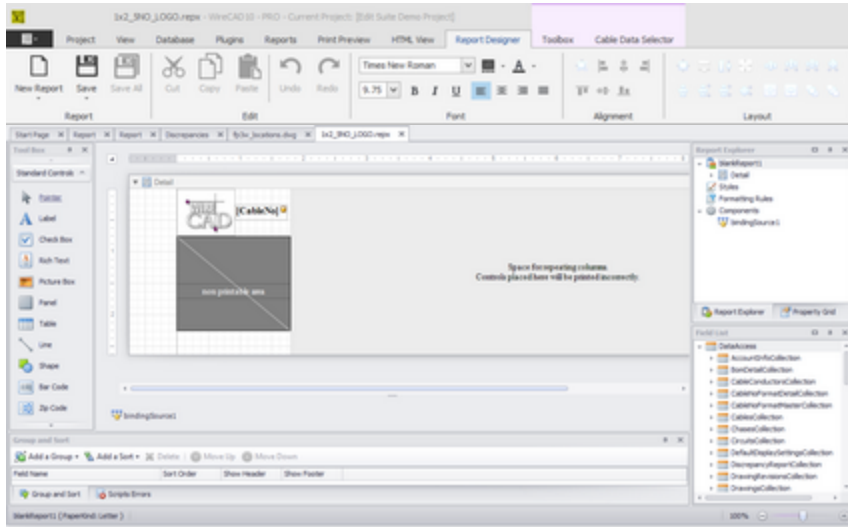 1x2_SNO_LOGO.repx - WireCAD10 - PRO - Current Project: [Edit Suite Demo Project]
Project View Database Plugins Reports Print Preview HTML View Report Designer Toolbox Cable Data Selector
New Report Save Save All Cut Copy Paste Undo Redo
Times New Roman
9.75 B I U
Report Edit Font Alignment Layout
Start Page Report Report Discrepancies 1x2_SNO_LOGO.repx
Tool Box
Standard Controls
Pointer
Label
Check Box
Rich Text
Picture Box
Panel
Table
Line
Shape
Bar Code
Zip Code
Detail
CAD
[CableNo]
non printable area
Space for repeating columns.
Controls placed here will be printed incorrectly.
bindingSource1
Report Explorer
blankReport1
Detail
Styles
Formatting Rules
Components
bindingSource1
Report Explorer Property Grid
Field List
DataAccess
AccountInfoCollection
BomDetailCollection
CableConductorsCollection
CableNoFormatDetailCollection
CableNoFormatMasterCollection
CablesCollection
ChassisCollection
CircuitsCollection
DefaultDisplaySettingsCollection
DiscrepancyReportCollection
DrawingRevisionsCollection
DrawingsCollection
Group and Sort
Add a Group Add a Sort Delete Move Up Move Down
Field Name Sort Order Show Header Show Footer
Group and Sort Scripts Errors
blankReport1 { PaperKind: Letter }
100%